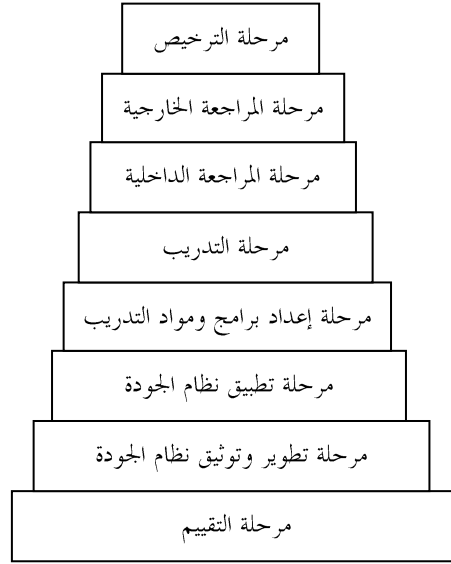 مرحلة الترخيص
مرحلة المراجعة الخارجية
مرحلة المراجعة الداخلية
مرحلة التدريب
مرحلة إعداد برامج ومواد التدريب
مرحلة تطبيق نظام الجودة
مرحلة تطوير وتوثيق نظام الجودة
مرحلة التقييم